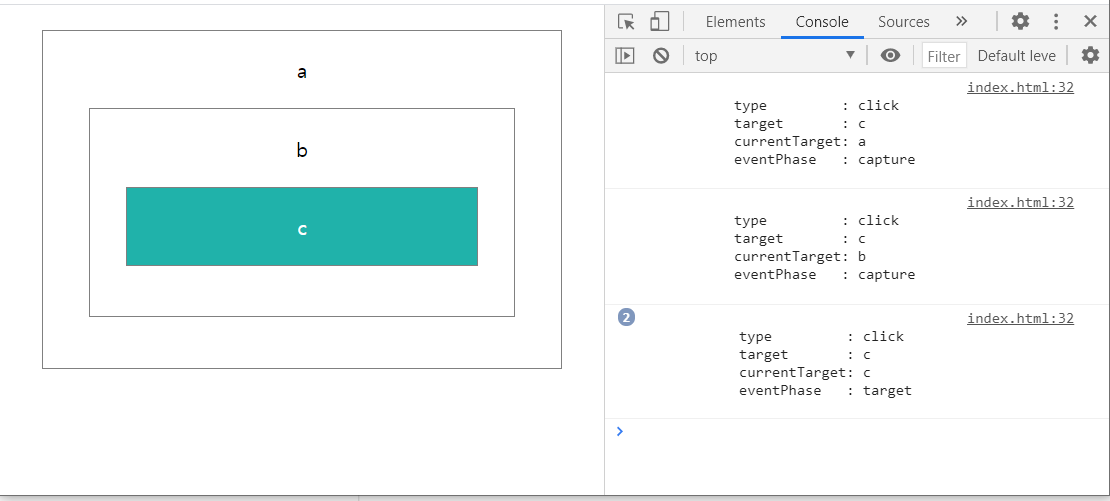 a
b
c
Elements Console Sources
top Filter Default leve
index.html:32
type : click
target : c
currentTarget: a
eventPhase : capture
index.html:32
type : click
target : c
currentTarget: b
eventPhase : capture
2 index.html:32
type : click
target : c
currentTarget: c
eventPhase : target